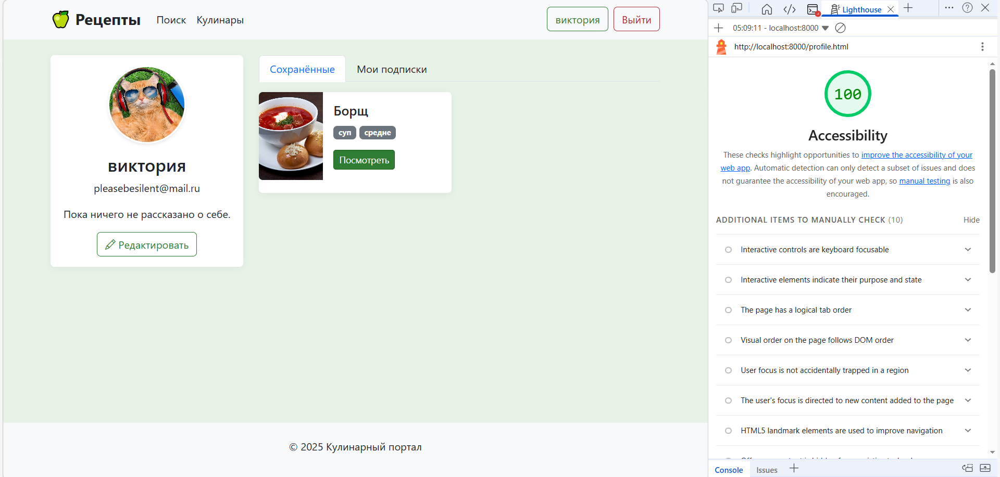 Рецепты
Поиск
Кулинары
виктория
Выйти
виктория
pleasebesilent@mail.ru
Пока ничего не рассказано о себе.
Редактировать
Сохранённые
Мои подписки
Борщ
суп
средне
Посмотреть
© 2025 Кулинарный портал
Lighthouse
05:09:11 - localhost:8000
http://localhost:8000/profile.html
100
Accessibility
These checks highlight opportunities to improve the accessibility of your
web app. Automatic detection can only detect a subset of issues and does
not guarantee the accessibility of your web app, so manual testing is also
encouraged.
ADDITIONAL ITEMS TO MANUALLY CHECK (10)
Hide
Interactive controls are keyboard focusable
Interactive elements indicate their purpose and state
The page has a logical tab order
Visual order on the page follows DOM order
User focus is not accidentally trapped in a region
The user's focus is directed to new content added to the page
HTML5 landmark elements are used to improve navigation
Console
Issues